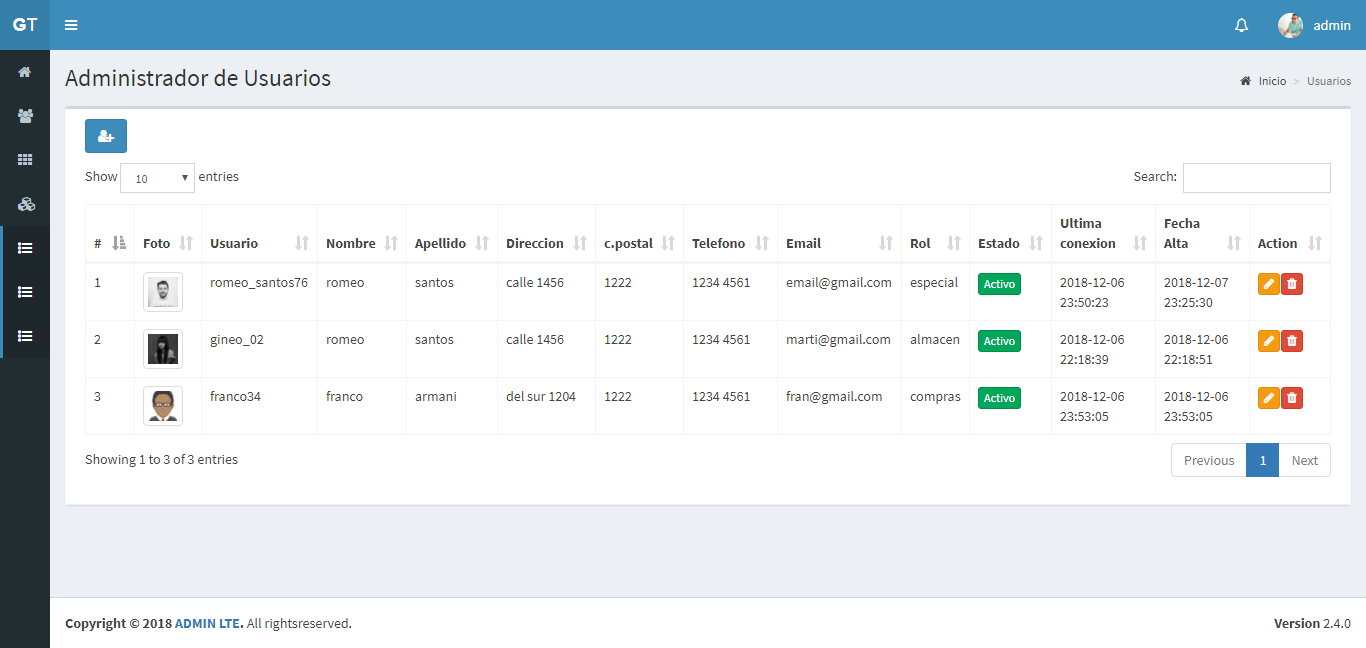 GT
admin
Administrador de Usuarios
Inicio > Usuarios
Show 10 entries
Search:
# Foto Usuario Nombre Apellido Direccion c.postal Telefono Email Rol Estado Ultima conexion Fecha Alta Action
1 romeo_santos76 romeo santos calle 1456 1222 1234 4561 email@gmail.com especial Activo 2018-12-06 23:50:23 2018-12-07 23:25:30
2 gineo_02 romeo santos calle 1456 1222 1234 4561 marti@gmail.com almacen Activo 2018-12-06 22:18:39 2018-12-06 22:18:51
3 franco34 franco armani del sur 1204 1222 1234 4561 fran@gmail.com compras Activo 2018-12-06 23:53:05 2018-12-06 23:53:05
Showing 1 to 3 of 3 entries
Previous 1 Next
Copyright © 2018 ADMIN LTE. All rightsreserved.
Version 2.4.0